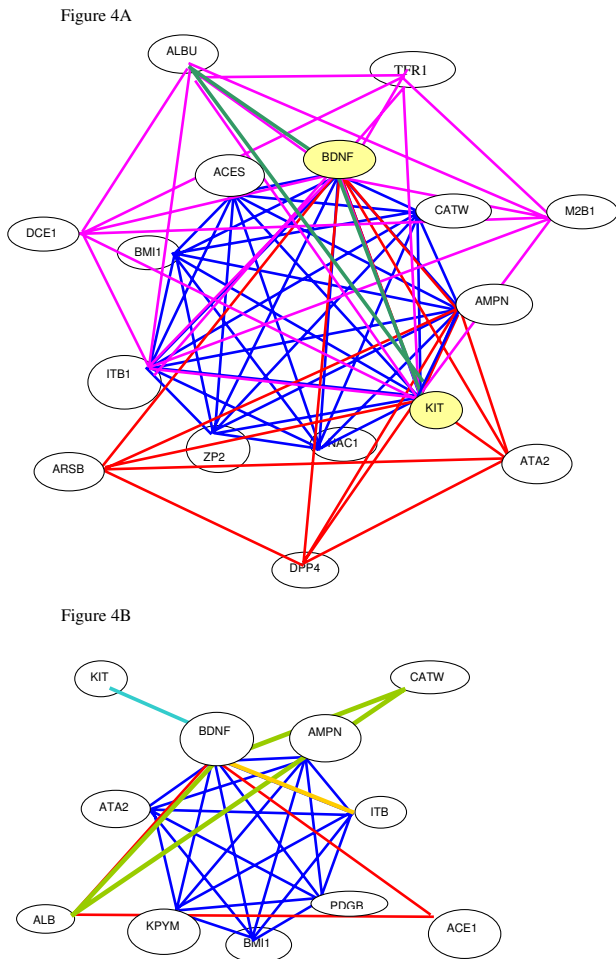 Figure 4A
ALBU
TFR1
BDNF
ACES
CATW
M2B1
DCE1
BMI1
AMPN
ITB1
KIT
ZP2
NAC1
ARSB
ATA2
DPP4
Figure 4B
KIT
CATW
BDNF
AMPN
ATA2
ITB
PDGB
ALB
KPYM
BMI1
ACE1